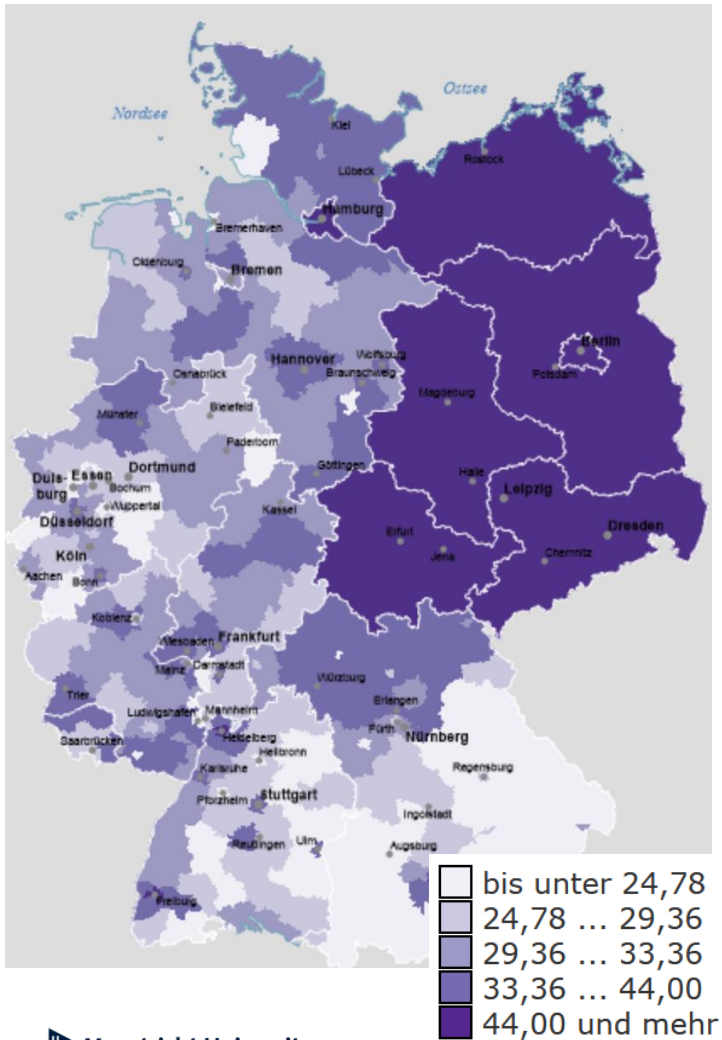 Ostsee
Nordsee
Kiel
Rostock
Lübeck
Hamburg
Bremerhaven
Oldenburg
Bremen
Berlin
Hannover
Wolfsburg
Braunschweig
Potsdam
Osnabrück
Magdeburg
Münster
Bielefeld
Paderborn
Göttingen
Halle
Duis-
burg
Essen
Dortmund
Bochum
Wuppertal
Leipzig
Düsseldorf
Kassel
Dresden
Erfurt
Jena
Köln
Chemnitz
Aachen
Bonn
Koblenz
Wiesbaden
Frankfurt
Mainz
Darmstadt
Würzburg
Trier
Erlangen
Ludwigshafen
Mannheim
Fürth
Nürnberg
Saarbrücken
Heidelberg
Heilbronn
Karlsruhe
Regensburg
Pforzheim
Stuttgart
Ingolstadt
Reutlingen
Ulm
Augsburg
Freiburg
bis unter 24,78
24,78 ... 29,36
29,36 ... 33,36
33,36 ... 44,00
44,00 und mehr